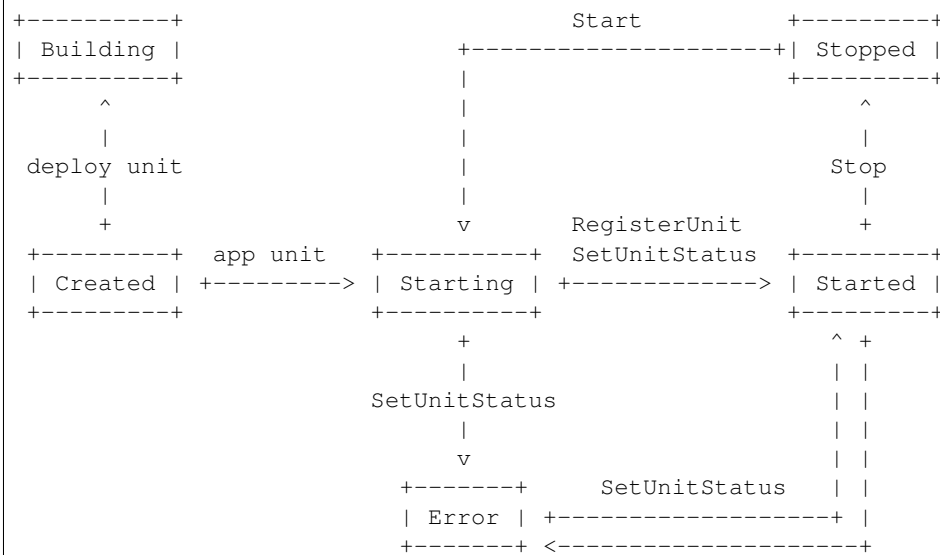 Start
Building
Stopped
deploy unit
Stop
RegisterUnit
app unit SetUnitStatus
Created Starting Started
SetUnitStatus
SetUnitStatus
Error